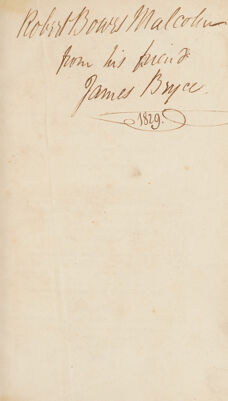 Robert Bowes Malcolm
from his friend
James Bryce.
1829.